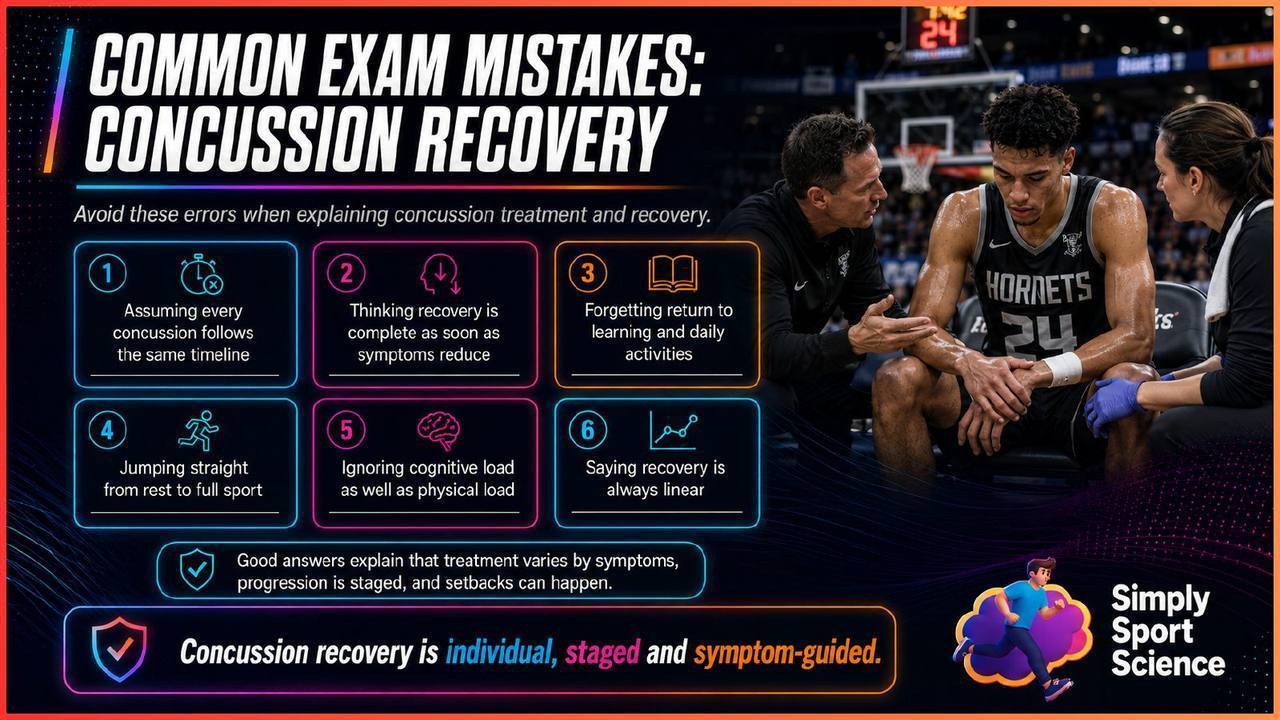 COMMON EXAM MISTAKES:
CONCUSSION RECOVERY
Avoid these errors when explaining concussion treatment and recovery.
1
Assuming every
concussion follows
the same timeline
2
Thinking recovery is
complete as soon as
symptoms reduce
3
Forgetting return to
learning and daily
activities
4
Jumping straight
from rest to full sport
5
Ignoring cognitive load
as well as physical load
6
Saying recovery is
always linear
Good answers explain that treatment varies by symptoms,
progression is staged, and setbacks can happen.
Concussion recovery is individual, staged and symptom-guided.
24
HORNETS
24
Simply
Sport
Science